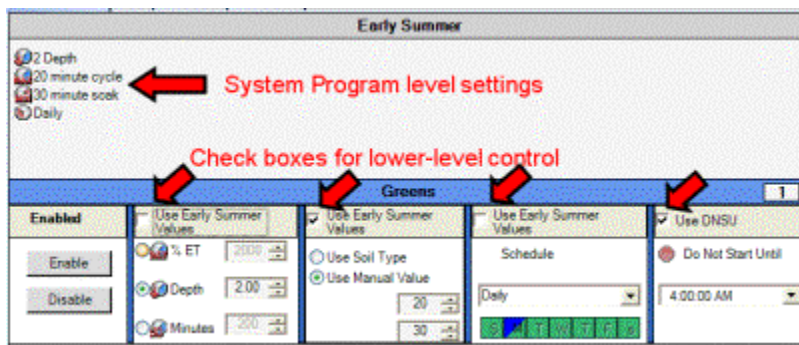 Early Summer
2 Depth
20 minute cycle
30 minute soak
Daily
System Program level settings
Check boxes for lower-level control
Greens
1
Enabled
Use Early Summer
Values
Use Early Summer
Values
Use Early Summer
Values
Use DNSU
Enable
Disable
% ET
2000
Depth
2.00
Minutes
200
Use Soil Type
Use Manual Value
20
30
Schedule
Daily
S M T W T F S
Do Not Start Until
4:00:00 AM